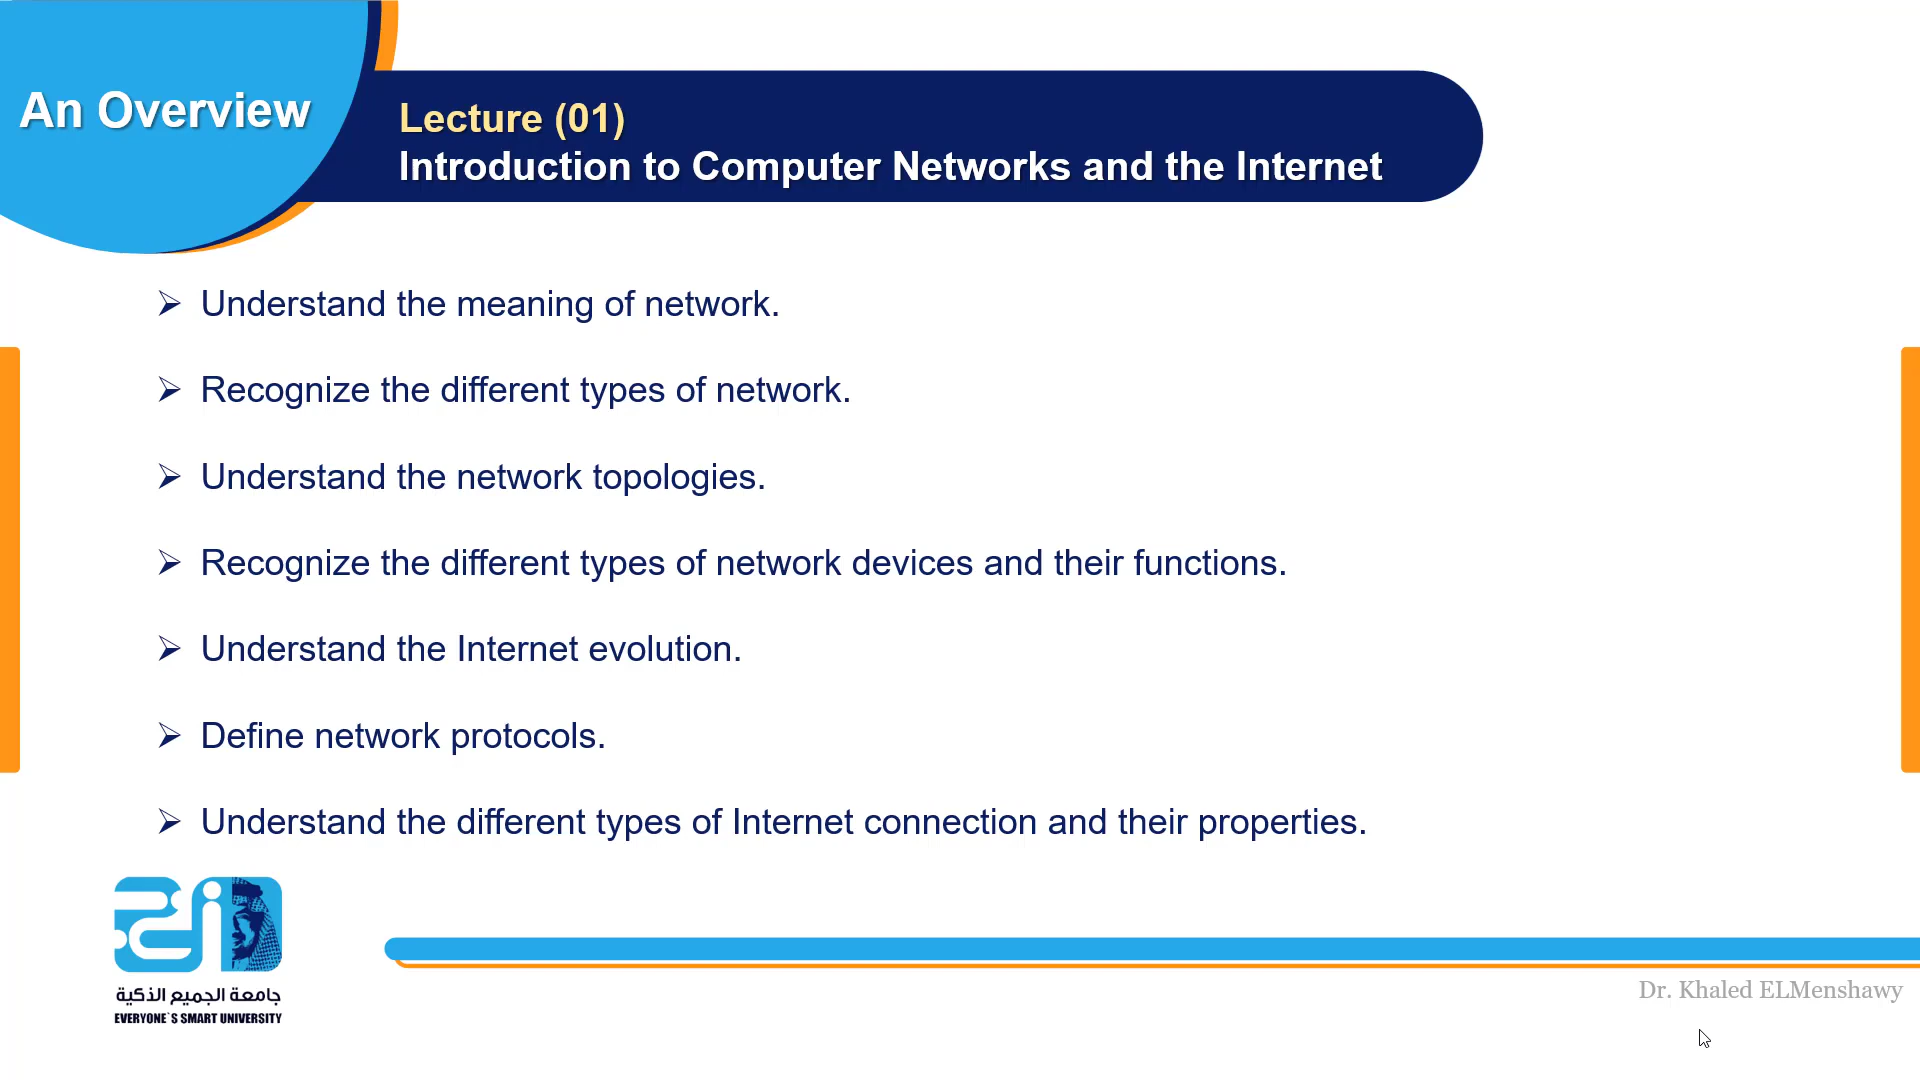 An Overview
Lecture (01)
Introduction to Computer Networks and the Internet
Understand the meaning of network.
Recognize the different types of network.
Understand the network topologies.
Recognize the different types of network devices and their functions.
Understand the Internet evolution.
Define network protocols.
Understand the different types of Internet connection and their properties.
جامعة الجميع الذكية
EVERYONE`S SMART UNIVERSITY
Dr. Khaled ELMenshawy